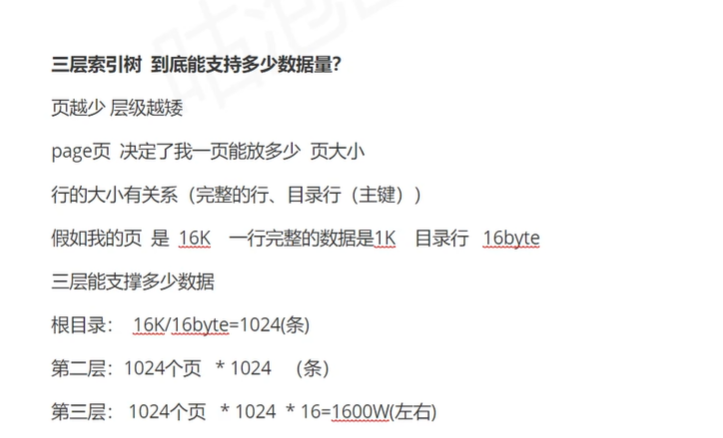 三层索引树 到底能支持多少数据量?
页越少 层级越矮
page页 决定了我一页能放多少 页大小
行的大小有关系（完整的行、目录行（主键））
假如我的页 是 16K 一行完整的数据是1K 目录行 16byte
三层能支撑多少数据
根目录： 16K/16byte=1024(条)
第二层：1024个页 * 1024 （条）
第三层： 1024个页 * 1024 * 16=1600W(左右)